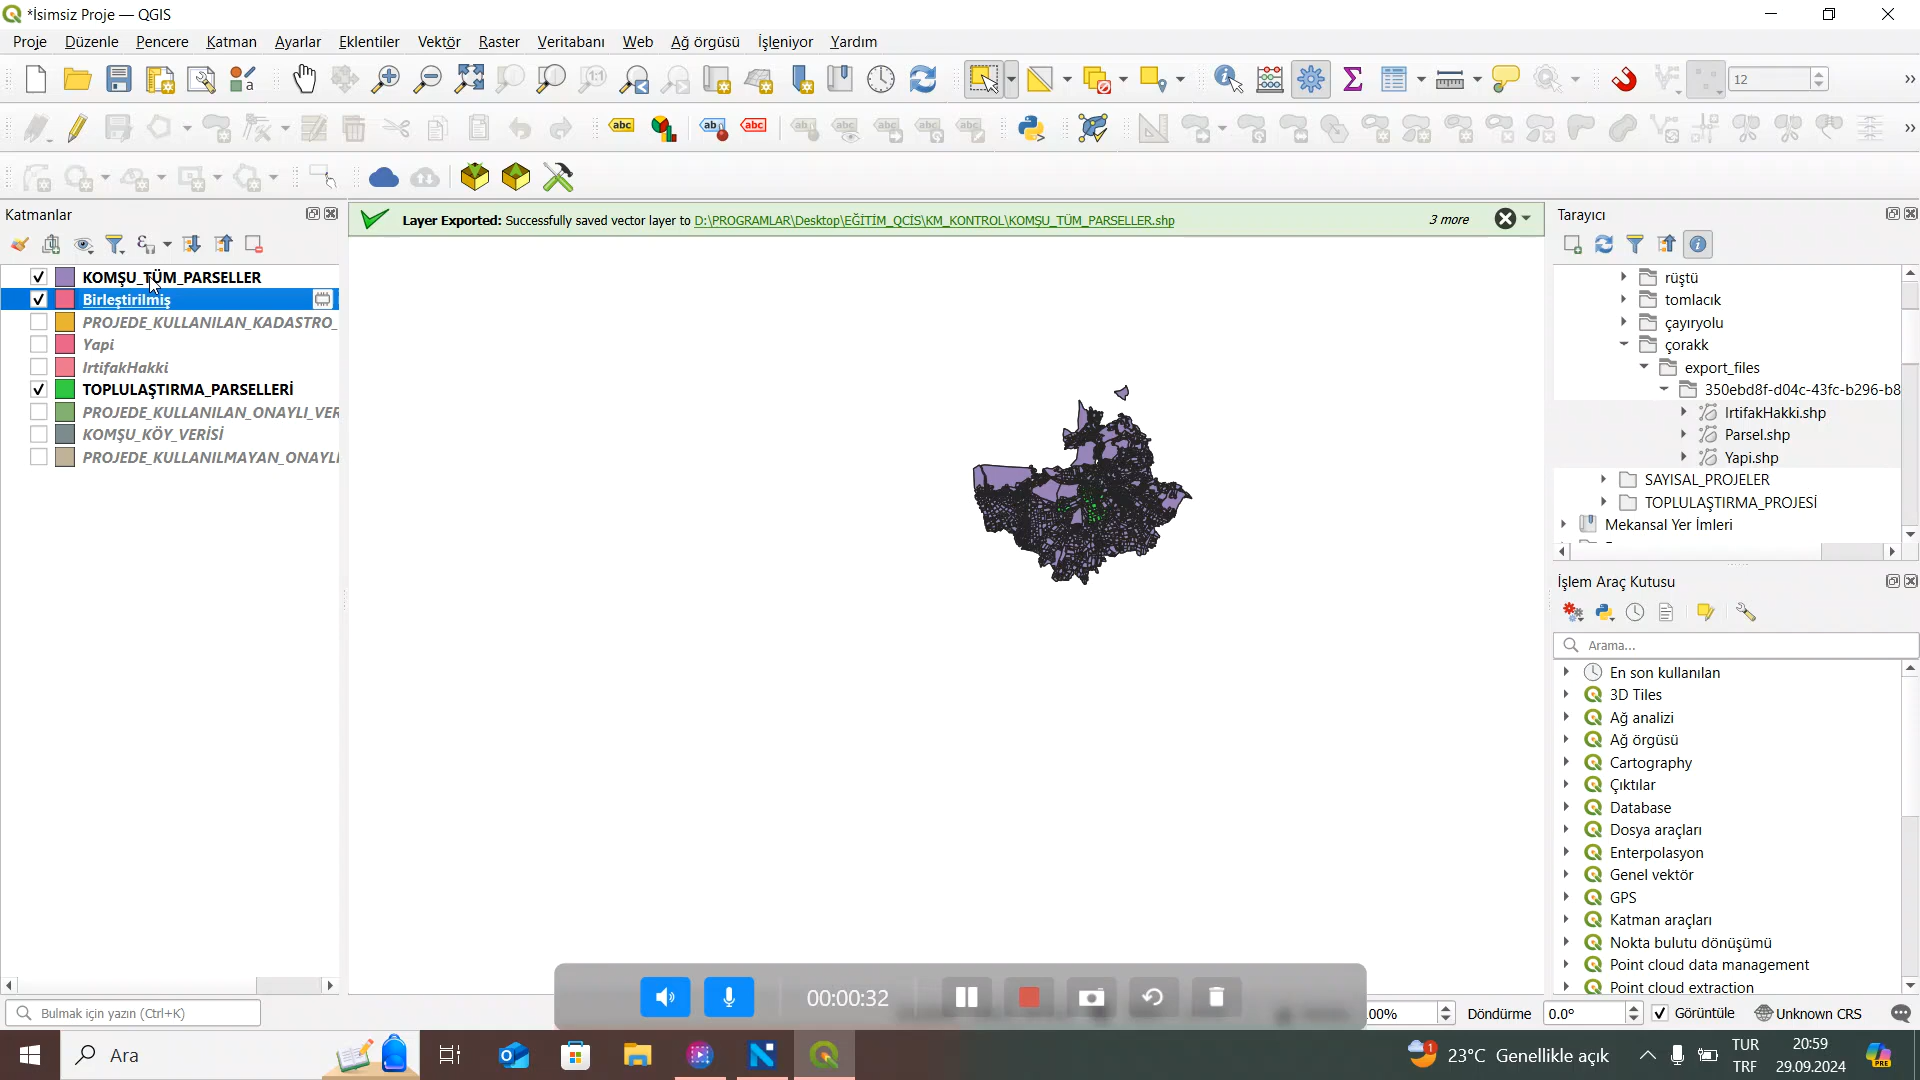 *İsimsiz Proje — QGIS
Proje Düzenle Pencere Katman Ayarlar Eklentiler Vektör Raster Veritabanı Web Ağ örgüsü İşleniyor Yardım
12
abc
Katmanlar
Layer Exported: Successfully saved vector layer to D:\PROGRAMLAR\Desktop\EĞİTİM_QCİS\KM_KONTROL\KOMŞU_TÜM_PARSELLER.shp
3 more
KOMŞU_TÜM_PARSELLER
Birleştirilmiş
PROJEDE_KULLANILAN_KADASTRO_
Yapi
IrtifakHakki
TOPLULAŞTIRMA_PARSELLERİ
PROJEDE_KULLANILAN_ONAYLI_VER
KOMŞU_KÖY_VERİSİ
PROJEDE_KULLANILMAYAN_ONAYLI
Tarayıcı
rüştü
tomlacık
çayıryolu
çorakk
export_files
350ebd8f-d04c-43fc-b296-b8
IrtifakHakki.shp
Parsel.shp
Yapi.shp
SAYISAL_PROJELER
TOPLULAŞTIRMA_PROJESİ
Mekansal Yer İmleri
İşlem Araç Kutusu
Arama...
En son kullanılan
3D Tiles
Ağ analizi
Ağ örgüsü
Cartography
Çıktılar
Database
Dosya araçları
Enterpolasyon
Genel vektör
GPS
Katman araçları
Nokta bulutu dönüşümü
Point cloud data management
Point cloud extraction
00:00:32
Bulmak için yazın (Ctrl+K)
00%
Döndürme
0.0°
Görüntüle
Unknown CRS
Ara
23°C Genellikle açık
TUR
TRF
20:59
29.09.2024